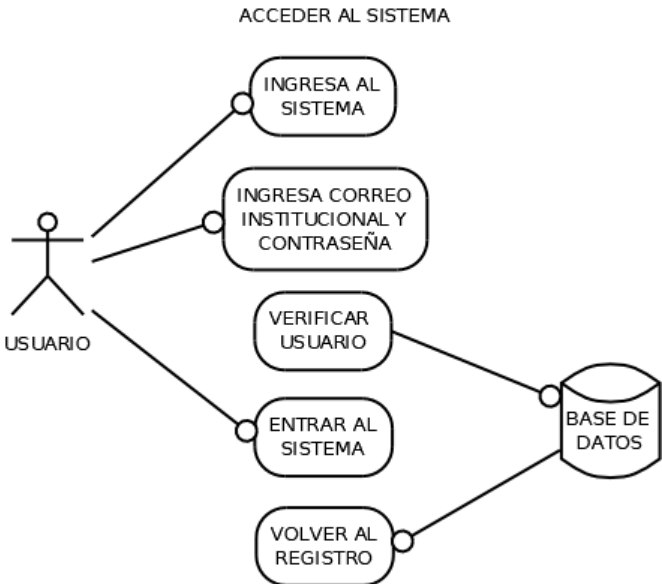 ACCEDER AL SISTEMA
INGRESA AL
SISTEMA
INGRESA CORREO
INSTITUCIONAL Y
CONTRASEÑA
USUARIO
VERIFICAR
USUARIO
ENTRAR AL
SISTEMA
BASE DE
DATOS
VOLVER AL
REGISTRO